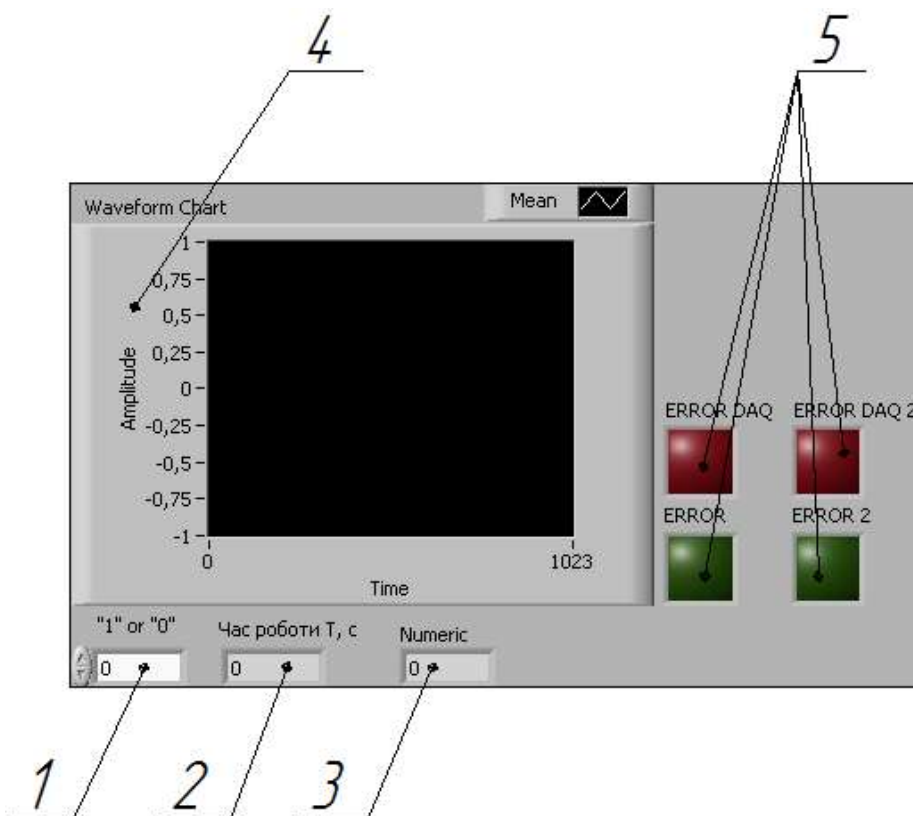 4 5
Waveform Chart Mean
1
0,75
0,5
0,25
0
-0,25
-0,5
-0,75
-1
Amplitude
0 1023
Time
ERROR DAQ ERROR DAQ 2
ERROR ERROR 2
"1" or "0" Час роботи T, с Numeric
0 0 0
1 2 3